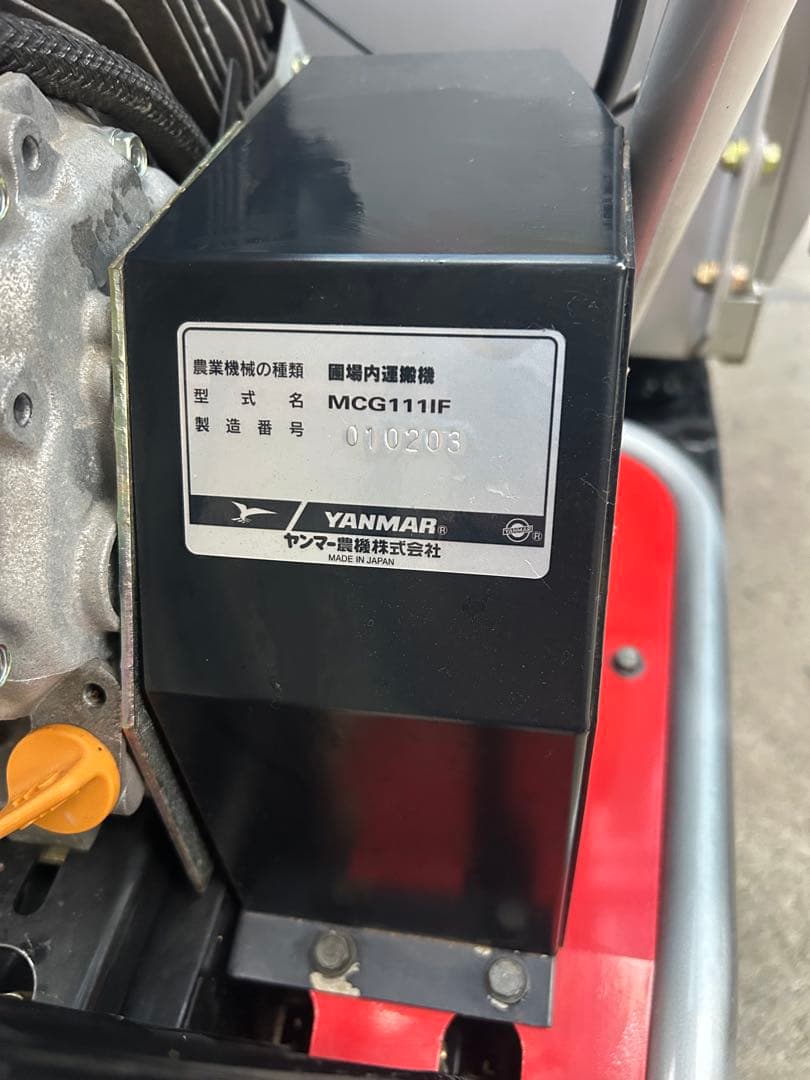 農業機械の種類 圃場内運搬機
型式名 MCG111IF
製造番号 010203
YANMAR® YANMAR ®
ヤンマー農機株式会社
MADE IN JAPAN